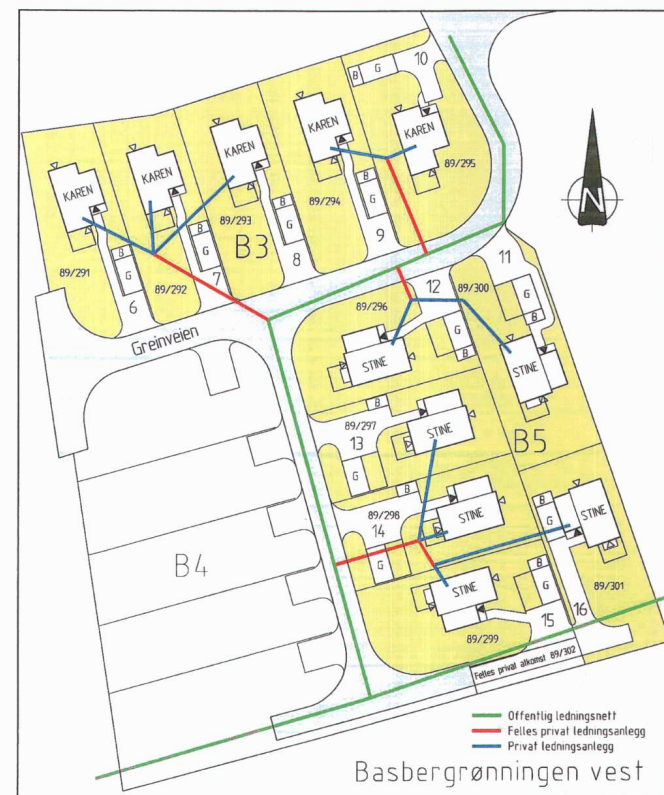 10
B G
KAREN
KAREN
KAREN
KAREN
KAREN
89/295
89/294
89/293
B3
89/292
89/291
B G
B G
B G
B G
9
8
7
6
N
Greinveien
11
12
89/300
89/296
G
B
G
B
STINE
STINE
B
89/297
13
STINE
G
B5
B
89/298
14
STINE
G
B
G
STINE
B4
STINE
B
G
89/301
15
16
89/299
Felles privat atkomst 89/302
Offentlig ledningsnett
Felles privat ledningsanlegg
Privat ledningsanlegg
Basbergrønningen vest